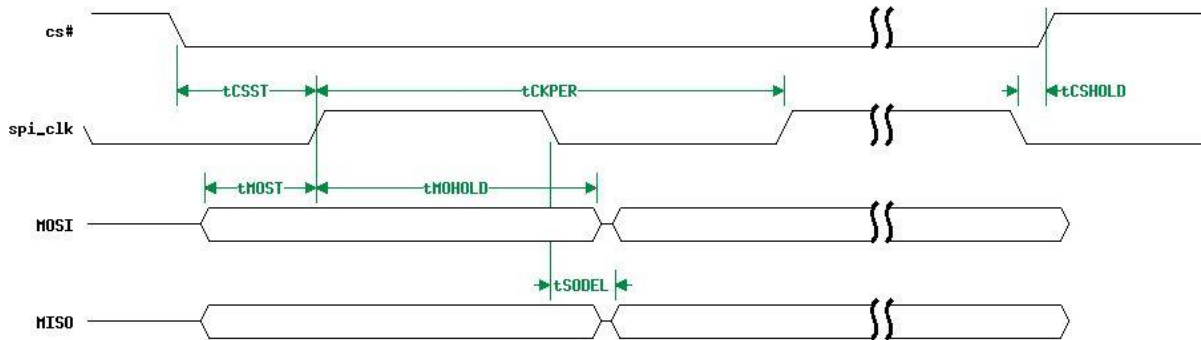 cs#
tCSST
tCKPER
tCSHOLD
spi_clk
tMOST
tMOHOLD
MOSI
tSODEL
MISO